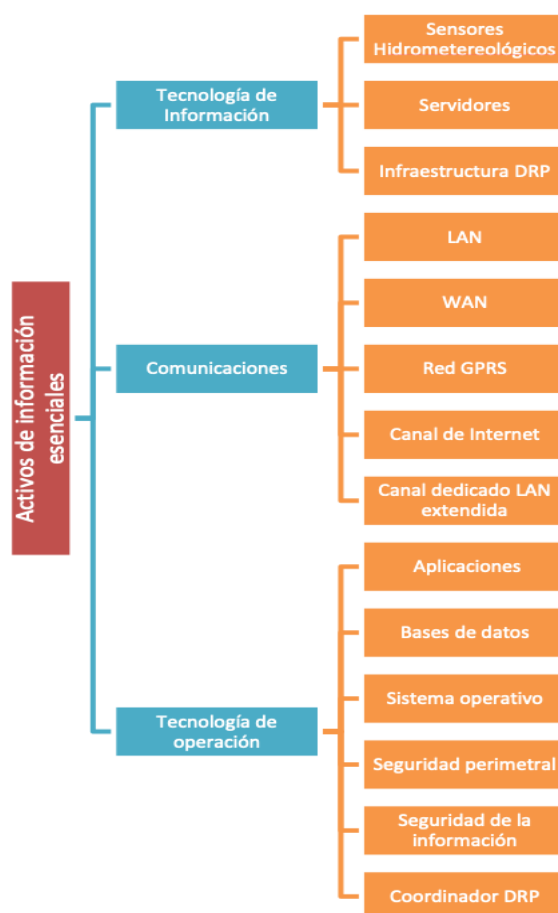 Activos de información
esenciales
Tecnología de
Información
Sensores
Hidrometereológicos
Servidores
Infraestructura DRP
Comunicaciones
LAN
WAN
Red GPRS
Canal de Internet
Canal dedicado LAN
extendida
Tecnología de
operación
Aplicaciones
Bases de datos
Sistema operativo
Seguridad perimetral
Seguridad de la
información
Coordinador DRP